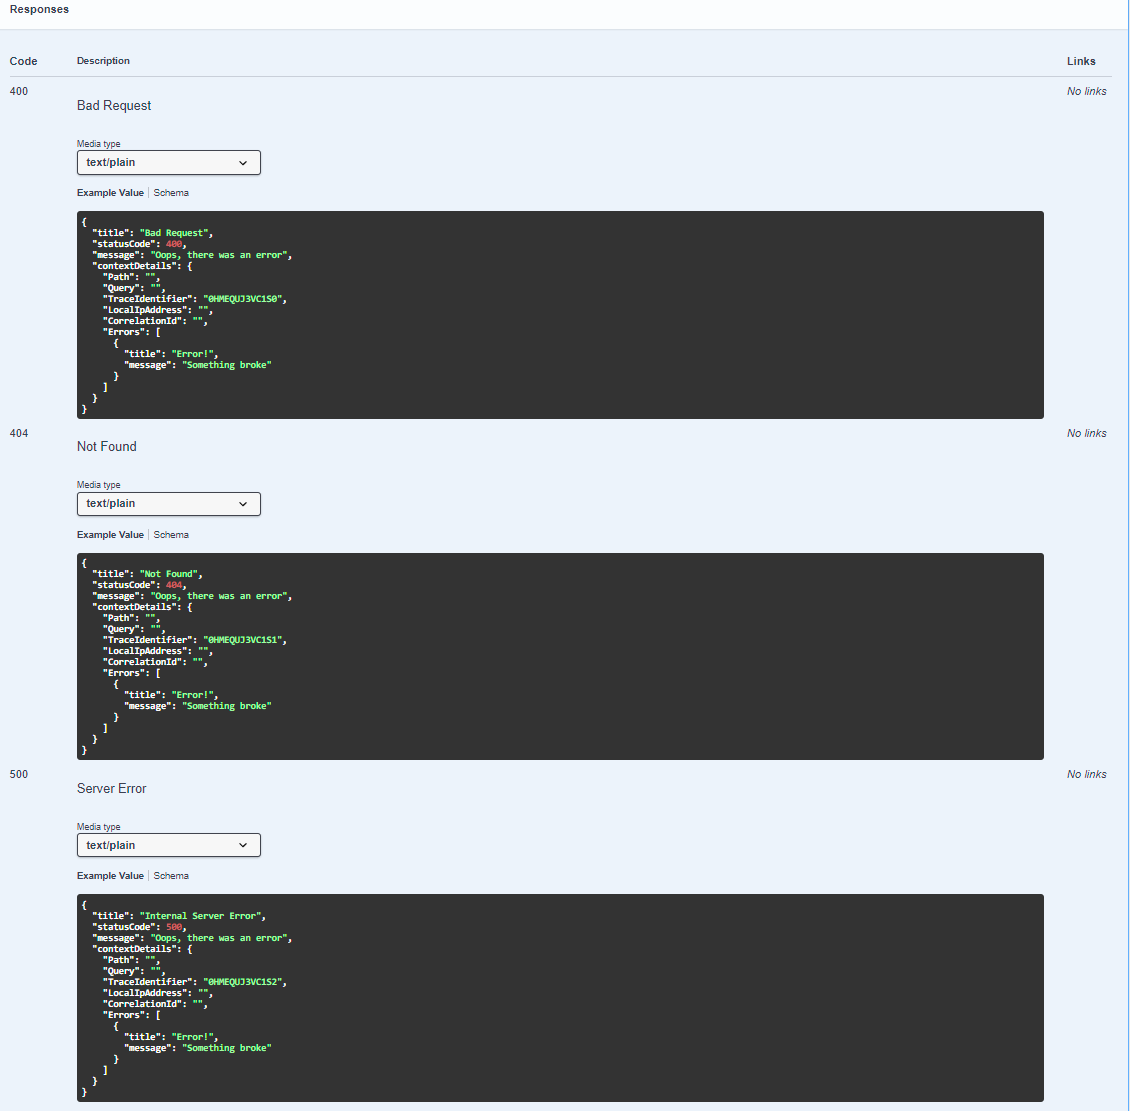 Responses
Code Description Links
400 No links
Bad Request
Media type
text/plain
Example Value Schema
{
"title": "Bad Request",
"statusCode": 400,
"message": "Oops, there was an error",
"contextDetails": {
"Path": "",
"Query": "",
"TraceIdentifier": "0HMEQUJ3VC1S0",
"LocalIpAddress": "",
"CorrelationId": "",
"Errors": [
{
"title": "Error!",
"message": "Something broke"
}
]
}
}
404 No links
Not Found
Media type
text/plain
Example Value Schema
{
"title": "Not Found",
"statusCode": 404,
"message": "Oops, there was an error",
"contextDetails": {
"Path": "",
"Query": "",
"TraceIdentifier": "0HMEQUJ3VC1S1",
"LocalIpAddress": "",
"CorrelationId": "",
"Errors": [
{
"title": "Error!",
"message": "Something broke"
}
]
}
}
500 No links
Server Error
Media type
text/plain
Example Value Schema
{
"title": "Internal Server Error",
"statusCode": 500,
"message": "Oops, there was an error",
"contextDetails": {
"Path": "",
"Query": "",
"TraceIdentifier": "0HMEQUJ3VC1S2",
"LocalIpAddress": "",
"CorrelationId": "",
"Errors": [
{
"title": "Error!",
"message": "Something broke"
}
]
}
}